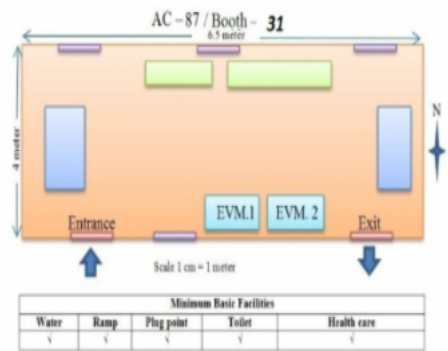 AC – 87 / Booth – 31
6.5 meter
4 meter
N
EVM.1 EVM. 2
Entrance Exit
Scale 1 cm = 1 meter
Minimum Basic Facilities
Water Ramp Plug point Toilet Health care
√ √ √ √ √